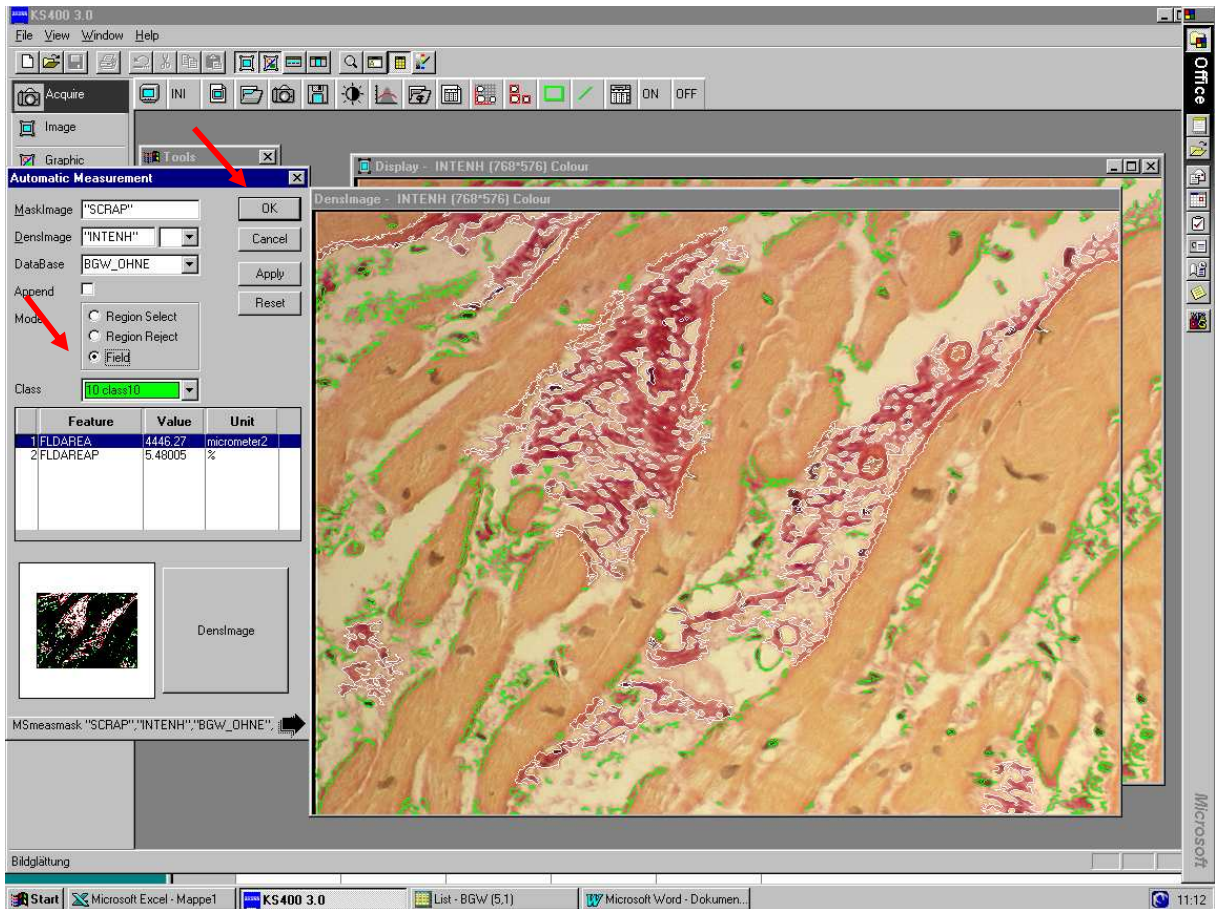 KS400 3.0
File View Window Help
INI
ON OFF
Acquire
Image
Graphic
Tools
Office
Automatic Measurement
MaskImage "SCRAP"
OK
DensImage "INTENH"
Cancel
DataBase BGW_OHNE
Apply
Append
Reset
Mode
Region Select
Region Reject
Field
Class 10 class10
Feature Value Unit
1 FLDAREA 4446.27 micrometer2
2 FLDAREAP 5.48005 %
DensImage
MSmeasmask "SCRAP","INTENH","BGW_OHNE",
Display - INTENH (768*576) Colour
DensImage - INTENH (768*576) Colour
Microsoft
Bildglättung
Start
Microsoft Excel - Mappe1
KS400 3.0
List - BGW (5,1)
Microsoft Word - Dokumen...
11:12